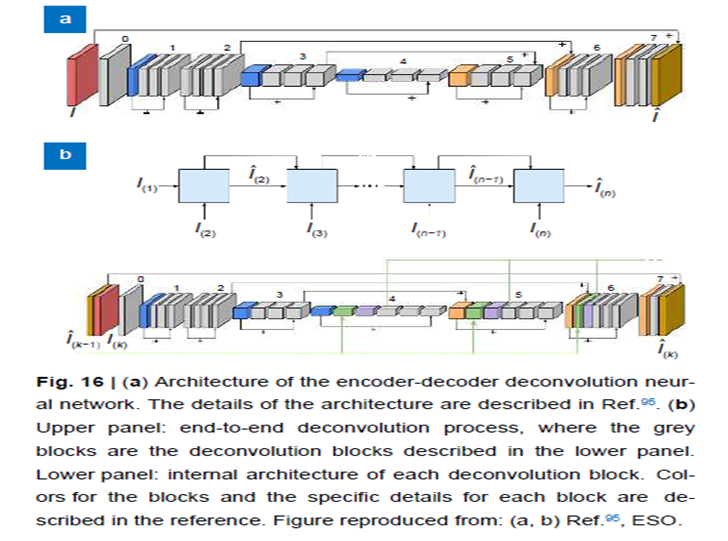 a
0 1 2 3 4 5 6 7
+ + + + + + + +
I Î
b
I(1) Î(2) Î(n−1) Î(n)
I(2) I(3) I(n−1) I(n)
0 1 2 4 5 6 7
Î(k−1) I(k) Î(k)
Fig. 16 | (a) Architecture of the encoder-decoder deconvolution neur-
al network. The details of the architecture are described in Ref.95. (b)
Upper panel: end-to-end deconvolution process, where the grey
blocks are the deconvolution blocks described in the lower panel.
Lower panel: internal architecture of each deconvolution block. Col-
ors for the blocks and the specific details for each block are de-
scribed in the reference. Figure reproduced from: (a, b) Ref.95, ESO.